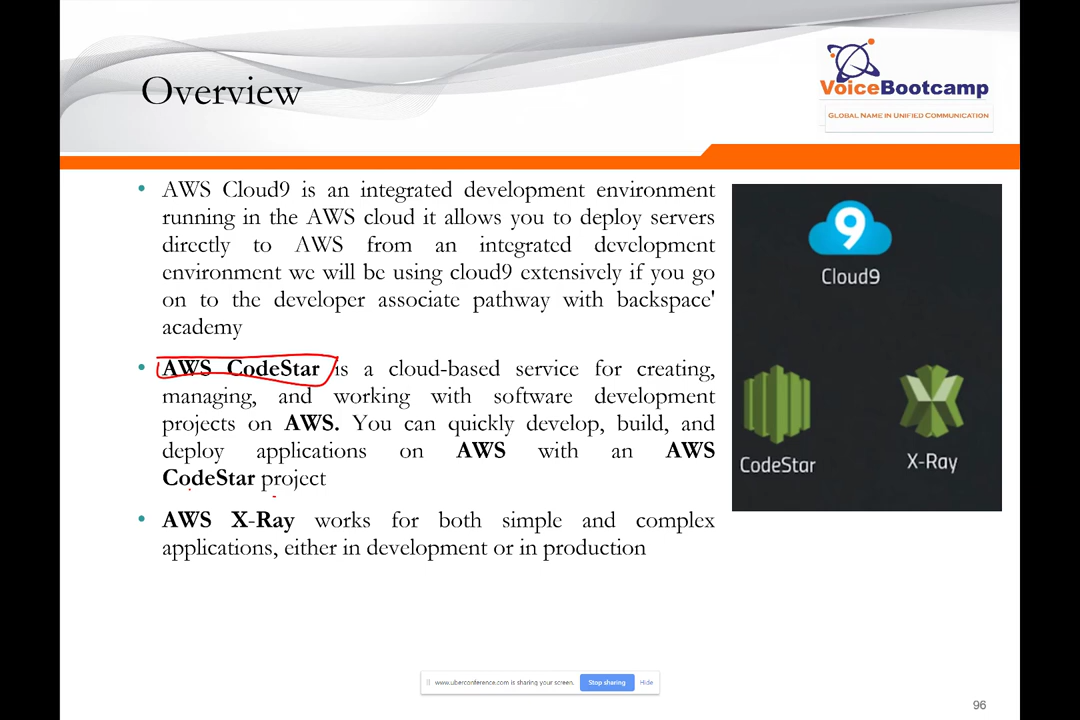 Overview
VoiceBootcamp
GLOBAL NAME IN UNIFIED COMMUNICATION
• AWS Cloud9 is an integrated development environment
running in the AWS cloud it allows you to deploy servers
directly to AWS from an integrated development
environment we will be using cloud9 extensively if you go
on to the developer associate pathway with backspace'
academy
• AWS CodeStar is a cloud-based service for creating,
managing, and working with software development
projects on AWS. You can quickly develop, build, and
deploy applications on AWS with an AWS
CodeStar project
• AWS X-Ray works for both simple and complex
applications, either in development or in production
9
Cloud9
CodeStar
X-Ray
www.uberconference.com is sharing your screen. Stop sharing Hide
96